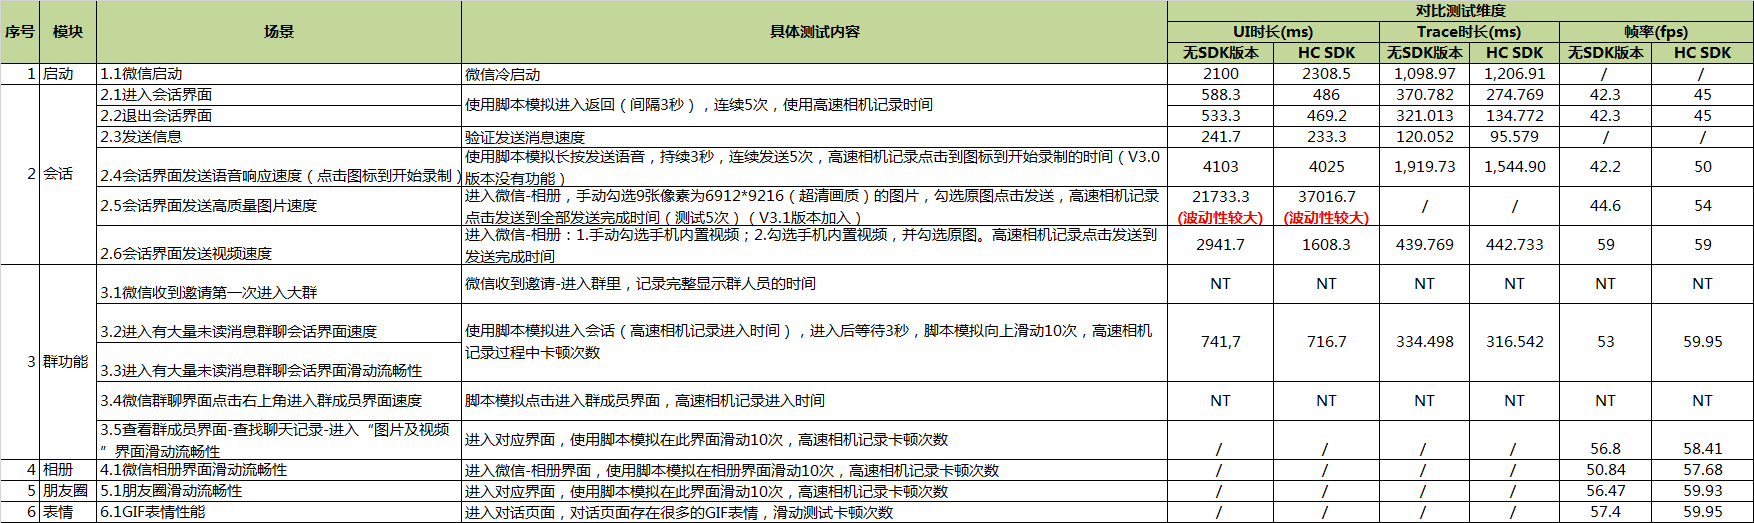 序号 模块 场景 具体测试内容 对比测试维度
UI时长(ms) Trace时长(ms) 帧率(fps)
无SDK版本 HC SDK 无SDK版本 HC SDK 无SDK版本 HC SDK
1 启动 1.1微信启动 微信冷启动 2100 2308.5 1,098.97 1,206.91 / /
2 会话 2.1进入会话界面 使用脚本模拟进入返回（间隔3秒），连续5次，使用高速相机记录时间 588.3 486 370.782 274.769 42.3 45
2.2退出会话界面 533.3 469.2 321.013 134.772 42.3 45
2.3发送信息 验证发送消息速度 241.7 233.3 120.052 95.579 / /
2.4会话界面发送语音响应速度（点击图标到开始录制） 使用脚本模拟长按发送语音，持续3秒，连续发送5次，高速相机记录点击到图标到开始录制的时间（V3.0
版本没有功能） 4103 4025 1,919.73 1,544.90 42.2 50
2.5会话界面发送高质量图片速度 进入微信-相册，手动勾选9张像素为6912*9216（超清画质）的图片，勾选原图点击发送，高速相机记录
点击发送到全部发送完成时间（测试5次）（V3.1版本加入） 21733.3 37016.7 / / 44.6 54
(波动性较大) (波动性较大)
2.6会话界面发送视频速度 进入微信-相册：1.手动勾选手机内置视频；2.勾选手机内置视频，并勾选原图。高速相机记录点击发送到
发送完成时间 2941.7 1608.3 439.769 442.733 59 59
3 群功能 3.1微信收到邀请第一次进入大群 微信收到邀请-进入群里，记录完整显示群人员的时间 NT NT NT NT NT NT
3.2进入有大量未读消息群聊会话界面速度 使用脚本模拟进入会话（高速相机记录进入时间），进入后等待3秒，脚本模拟向上滑动10次，高速相机
记录过程中卡顿次数 741,7 716.7 334.498 316.542 53 59.95
3.3进入有大量未读消息群聊会话界面滑动流畅性
3.4微信群聊界面点击右上角进入群成员界面速度 脚本模拟点击进入群成员界面，高速相机记录进入时间 NT NT NT NT NT NT
3.5查看群成员界面-查找聊天记录-进入“图片及视频
”界面滑动流畅性 进入对应界面，使用脚本模拟在此界面滑动10次，高速相机记录卡顿次数 / / / / 56.8 58.41
4 相册 4.1微信相册界面滑动流畅性 进入微信-相册界面，使用脚本模拟在相册界面滑动10次，高速相机记录卡顿次数 / / / / 50.84 57.68
5 朋友圈 5.1朋友圈滑动流畅性 进入对应界面，使用脚本模拟在此界面滑动10次，高速相机记录卡顿次数 / / / / 56.47 59.93
6 表情 6.1GIF表情性能 进入对话页面，对话页面存在很多的GIF表情，滑动测试卡顿次数 / / / / 57.4 59.95